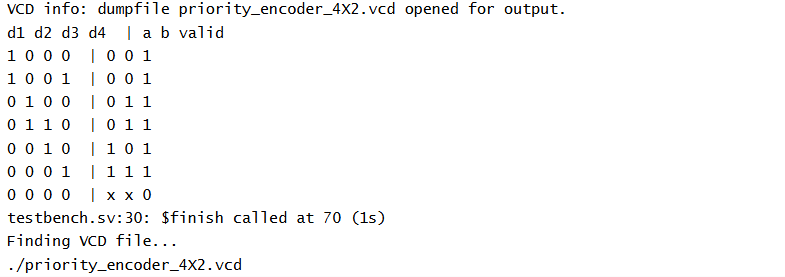 VCD info: dumpfile priority_encoder_4X2.vcd opened for output.
d1 d2 d3 d4  | a b valid
1 0 0 0  | 0 0 1
1 0 0 1  | 0 0 1
0 1 0 0  | 0 1 1
0 1 1 0  | 0 1 1
0 0 1 0  | 1 0 1
0 0 0 1  | 1 1 1
0 0 0 0  | x x 0
testbench.sv:30: $finish called at 70 (1s)
Finding VCD file...
./priority_encoder_4X2.vcd